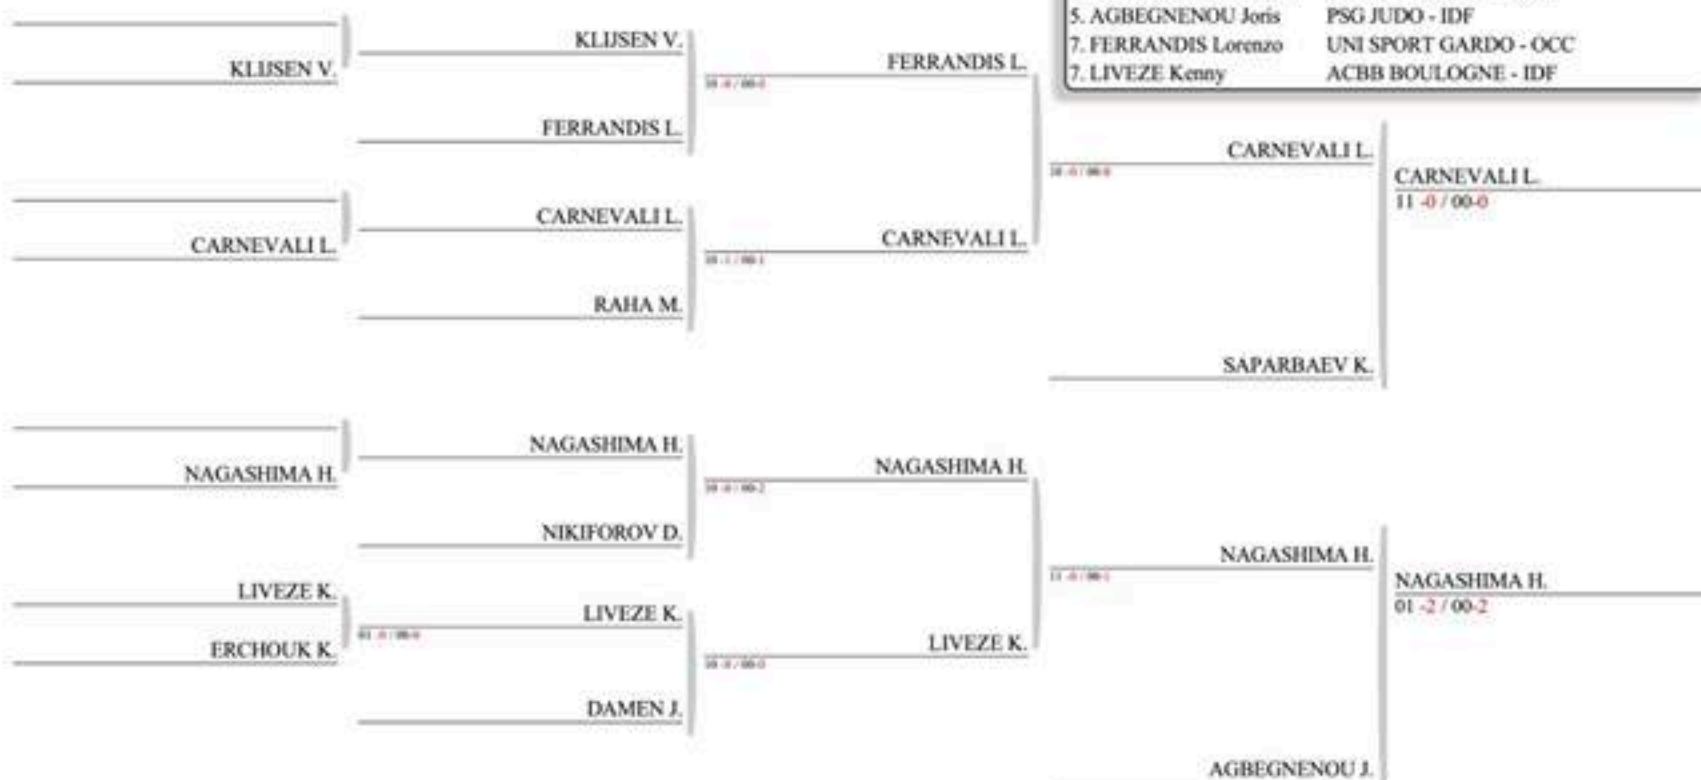 5. AGBEGNENOU Joris PSG JUDO - IDF
7. FERRANDIS Lorenzo UNI SPORT GARDO - OCC
7. LIVEZE Kenny ACBB BOULOGNE - IDF
KLIJSEN V.
KLIJSEN V.
FERRANDIS L.
FERRANDIS L.
CARNEVALI L.
CARNEVALI L.
11 -0 / 00-0
CARNEVALI L.
CARNEVALI L.
CARNEVALI L.
RAHA M.
SAPARBAEV K.
NAGASHIMA H.
NAGASHIMA H.
NAGASHIMA H.
NIKIFOROV D.
NAGASHIMA H.
NAGASHIMA H.
01 -2 / 00-2
LIVEZE K.
LIVEZE K.
ERCHOUK K.
LIVEZE K.
DAMEN J.
AGBEGNENOU J.